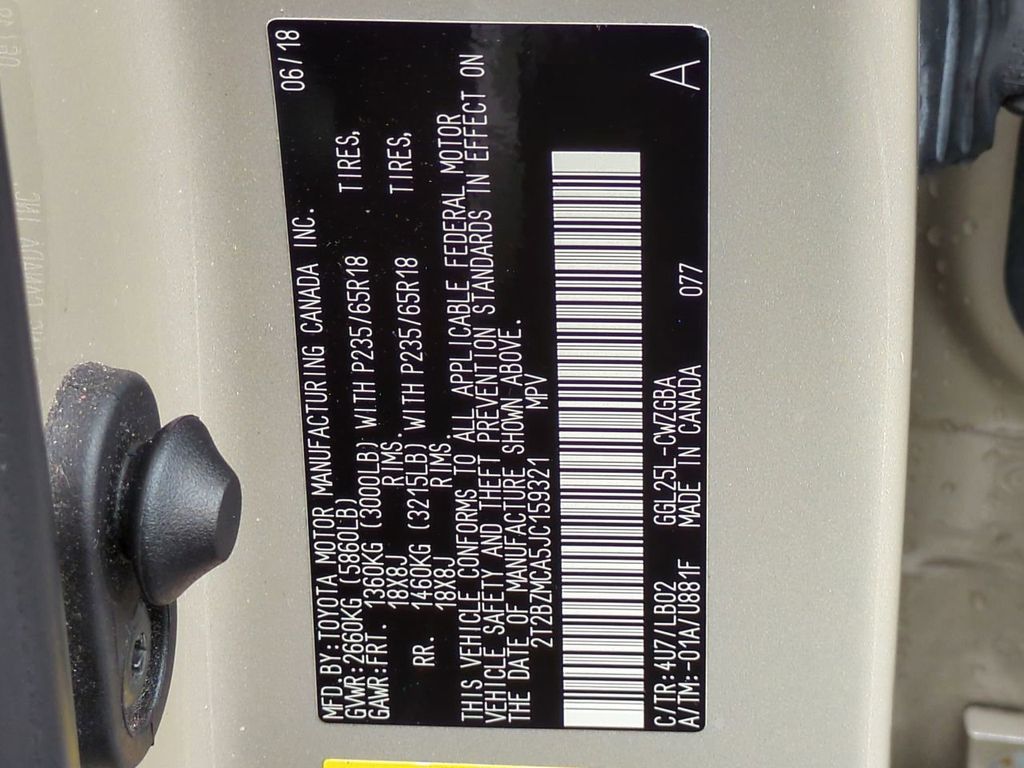 MFD.BY:TOYOTA MOTOR MANUFACTURING CANADA INC. 06/18
GVWR:2660KG (5860LB)
GAWR:FRT. 1360KG (3000LB) WITH P235/65R18 TIRES,
18X8J RIMS.
RR. 1460KG (3215LB) WITH P235/65R18 TIRES,
18X8J RIMS.
THIS VEHICLE CONFORMS TO ALL APPLICABLE FEDERAL MOTOR
VEHICLE SAFETY AND THEFT PREVENTION STANDARDS IN EFFECT ON
THE DATE OF MANUFACTURE SHOWN ABOVE.
2T2BZMCA5JC159321 MPV
C/TR:4U7/LB02 GGL25L-CWZGBA
A/TM:-01A/U881F MADE IN CANADA 077 A